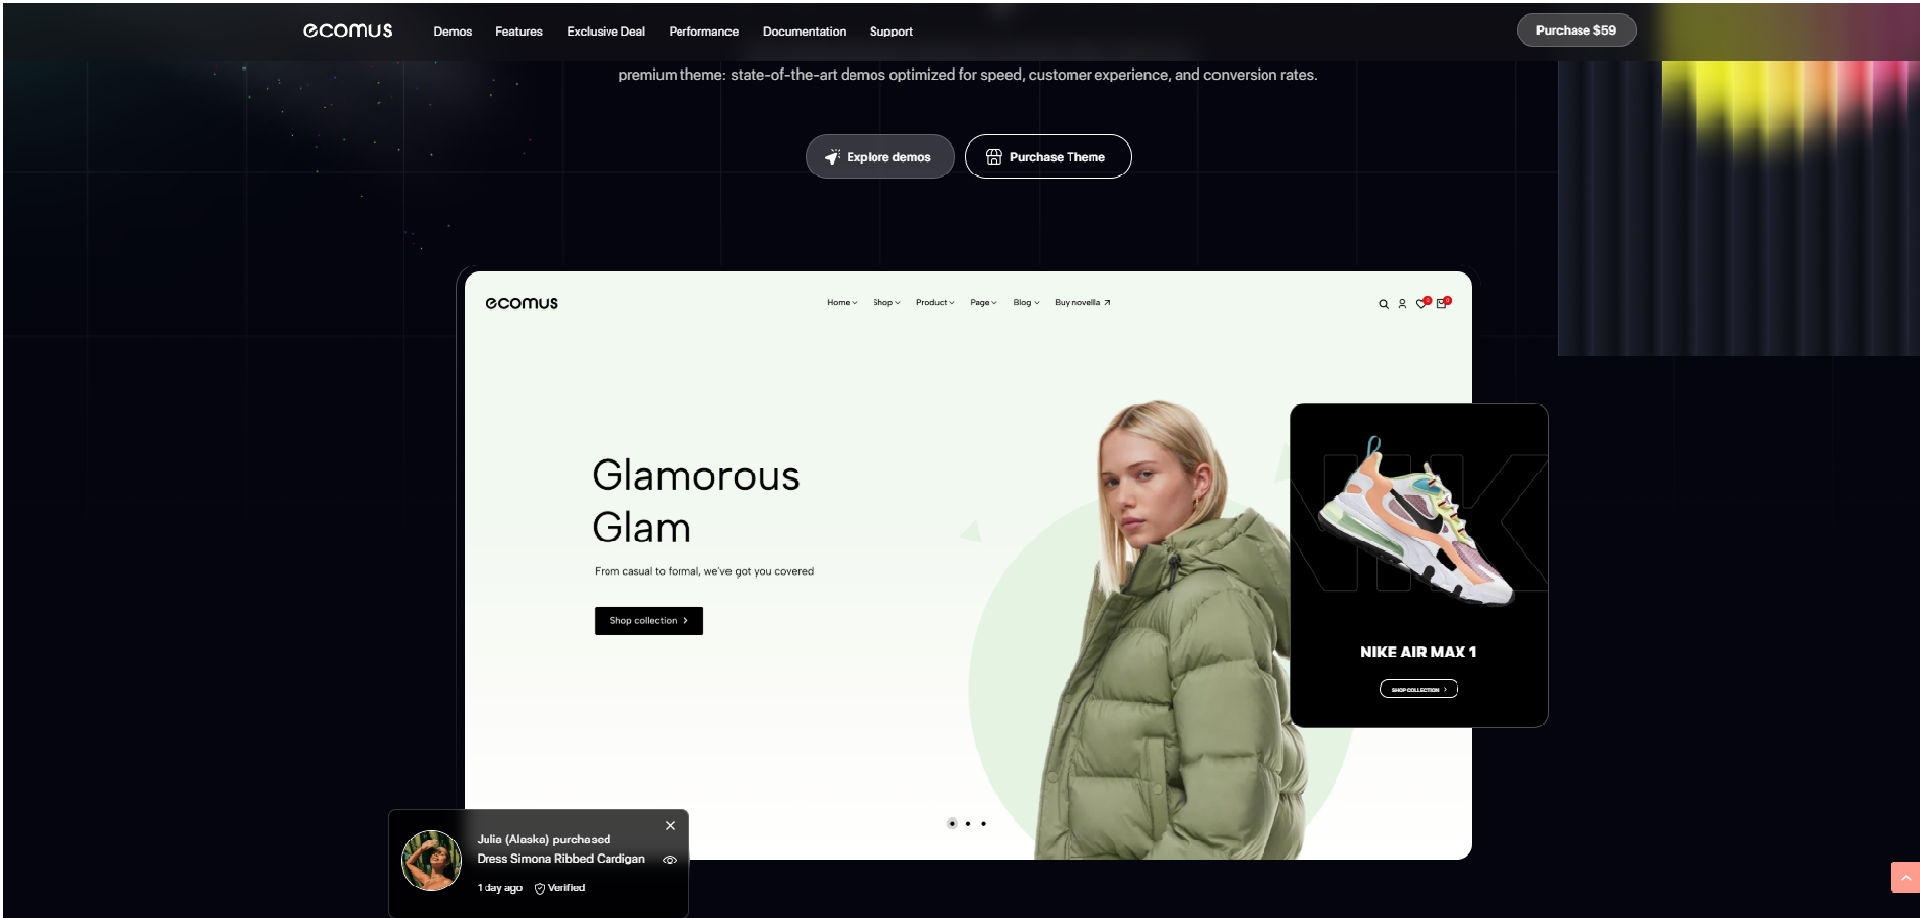 ecomus
Demos
Features
Exclusive Deal
Performance
Documentation
Support
Purchase $59
premium theme: state-of-the-art demos optimized for speed, customer experience, and conversion rates.
Explore demos
Purchase Theme
ecomus
Home
Shop
Product
Page
Blog
Buy novella
0
0
Glamorous
Glam
From casual to formal, we've got you covered
Shop collection
NIK
NIKE AIR MAX 1
SHOP COLLECTION
Julia (Alaska) purchased
Dress Simona Ribbed Cardigan
1 day ago
Verified